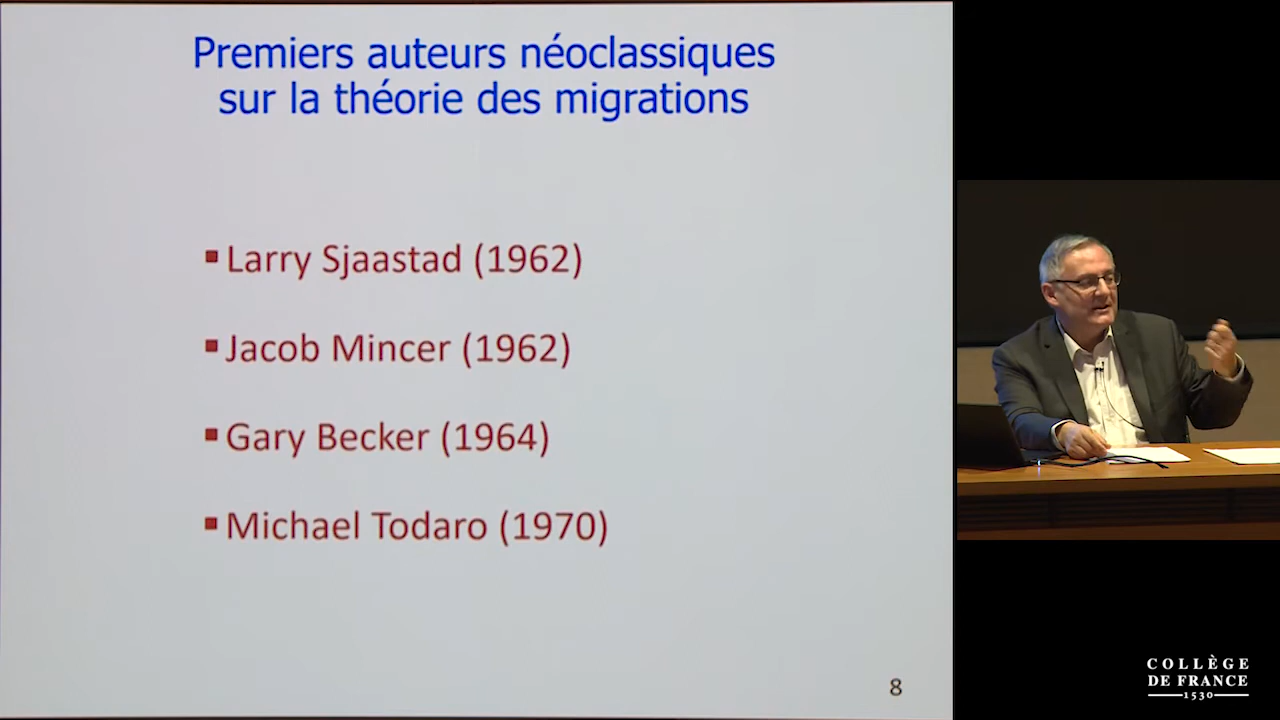 Premiers auteurs néoclassiques
sur la théorie des migrations
Larry Sjaastad (1962)
Jacob Mincer (1962)
Gary Becker (1964)
Michael Todaro (1970)
8
COLLÈGE
DE FRANCE
1530